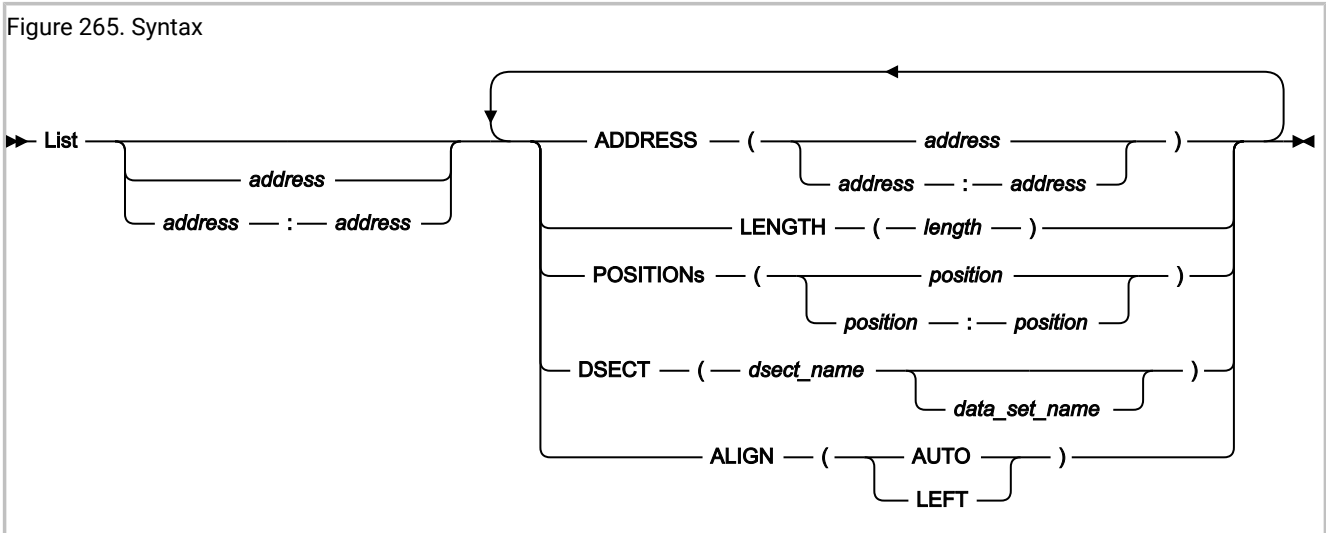 Figure 265. Syntax
List
address
address : address
ADDRESS ( address )
address : address
LENGTH ( length )
POSITIONs ( position )
position : position
DSECT ( dsect_name )
data_set_name
ALIGN ( AUTO )
LEFT